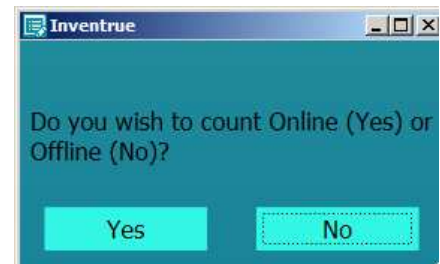 Inventrue
Do you wish to count Online (Yes) or
Offline (No)?
Yes
No